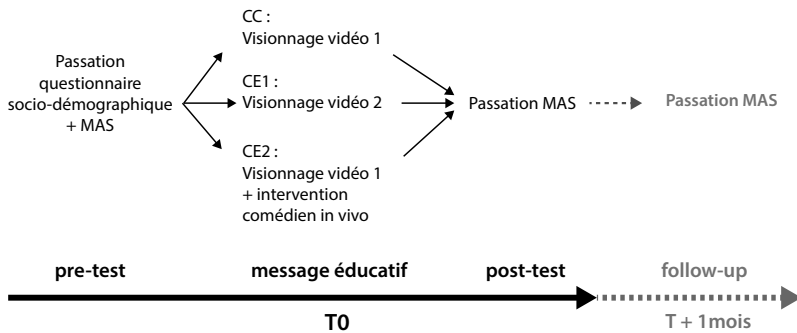 Passation
questionnaire
socio-démographique
+ MAS
CC :
Visionnage vidéo 1
CE1 :
Visionnage vidéo 2
CE2 :
Visionnage vidéo 1
+ intervention
comédien in vivo
Passation MAS
Passation MAS
pre-test
message éducatif
post-test
follow-up
T0
T + 1mois